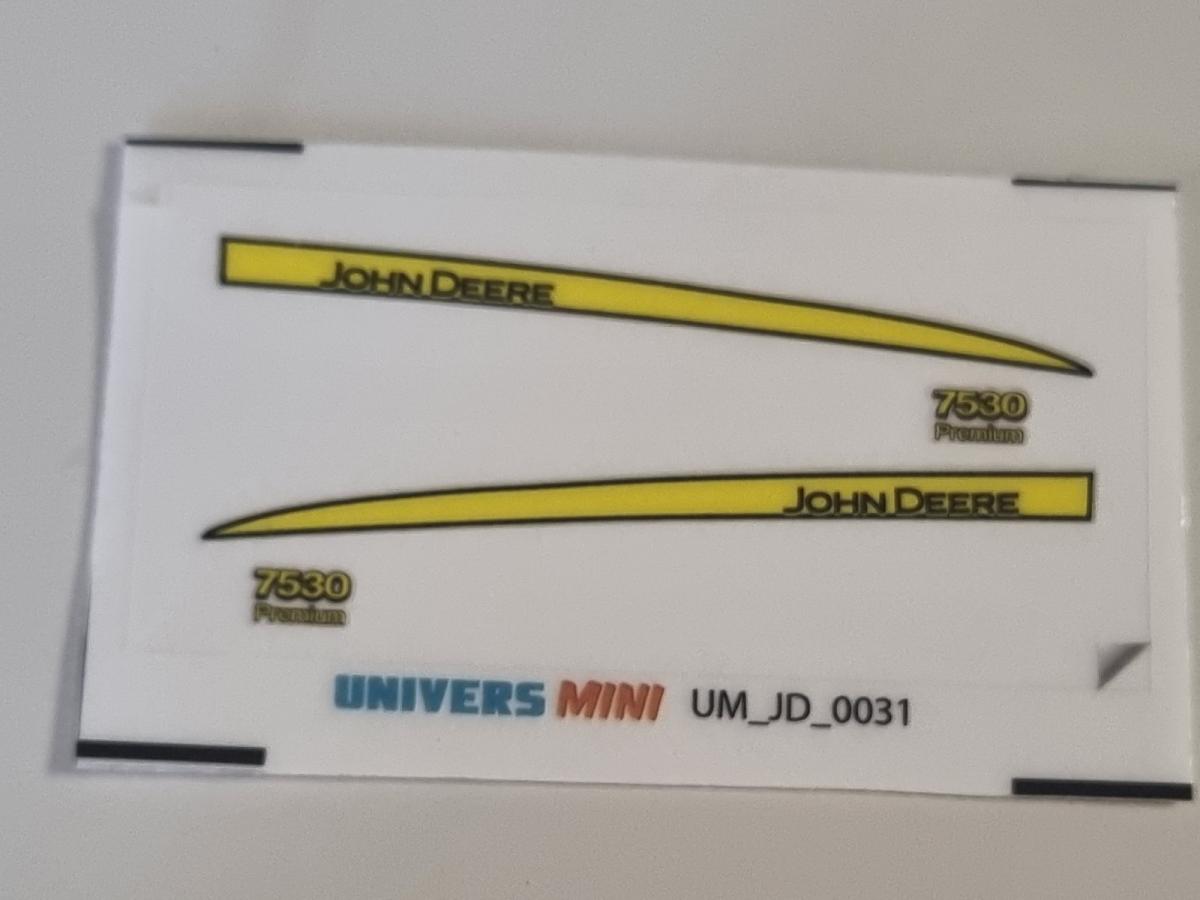 JOHN DEERE
7530
Premium
JOHN DEERE
7530
Premium
UNIVERS MINI UM_JD_0031